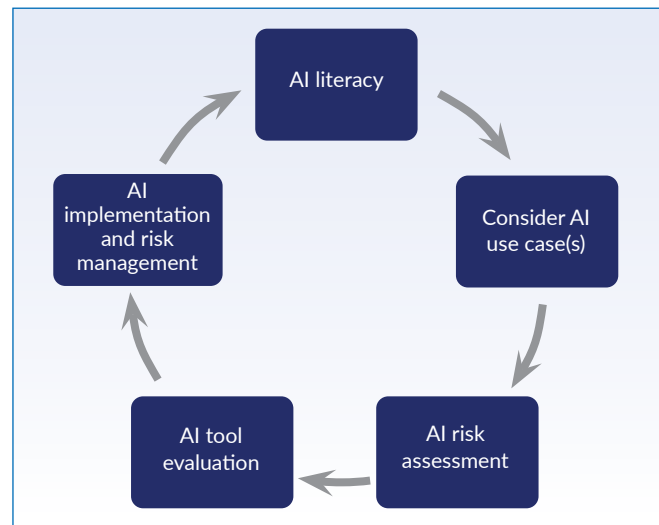 AI literacy
Consider AI
use case(s)
AI risk
assessment
AI tool
evaluation
AI
implementation
and risk
management